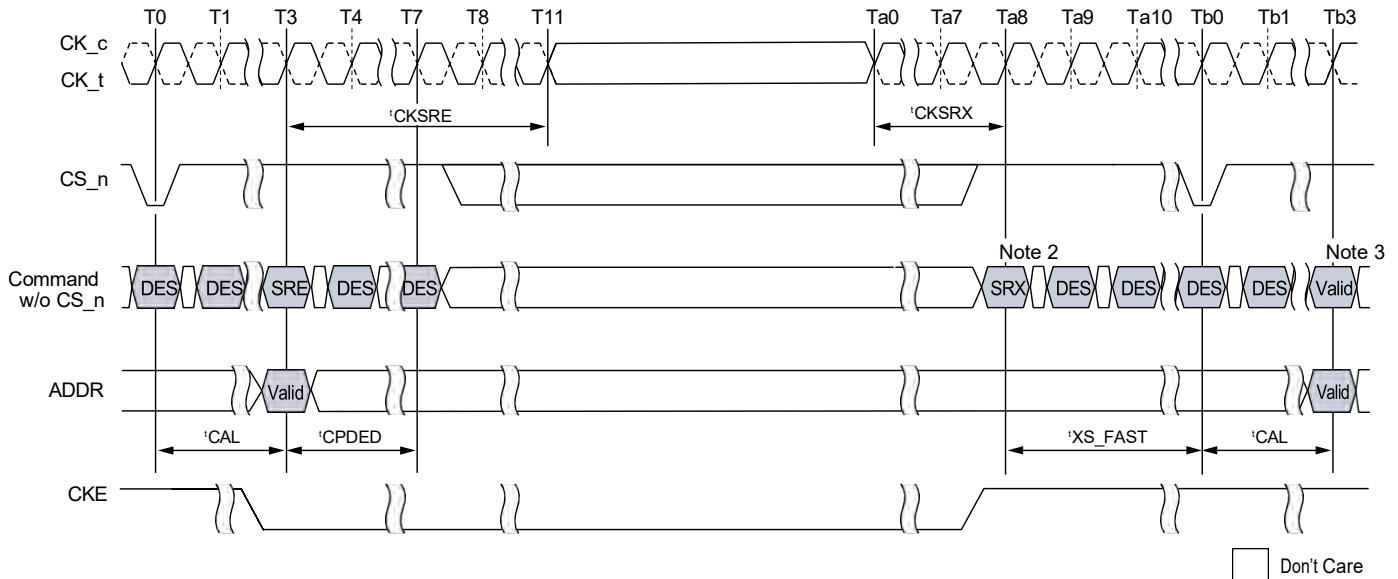 T0 T1 T3 T4 T7 T8 T11 Ta0 Ta7 Ta8 Ta9 Ta10 Tb0 Tb1 Tb3
CK_c
CK_t
tCKSRE tCKSRX
CS_n
Note 2 Note 3
Command
w/o CS_n
DES DES SRE DES DES SRX DES DES DES DES Valid
ADDR
Valid Valid
tCAL tCPDED tXS_FAST tCAL
CKE
Don't Care